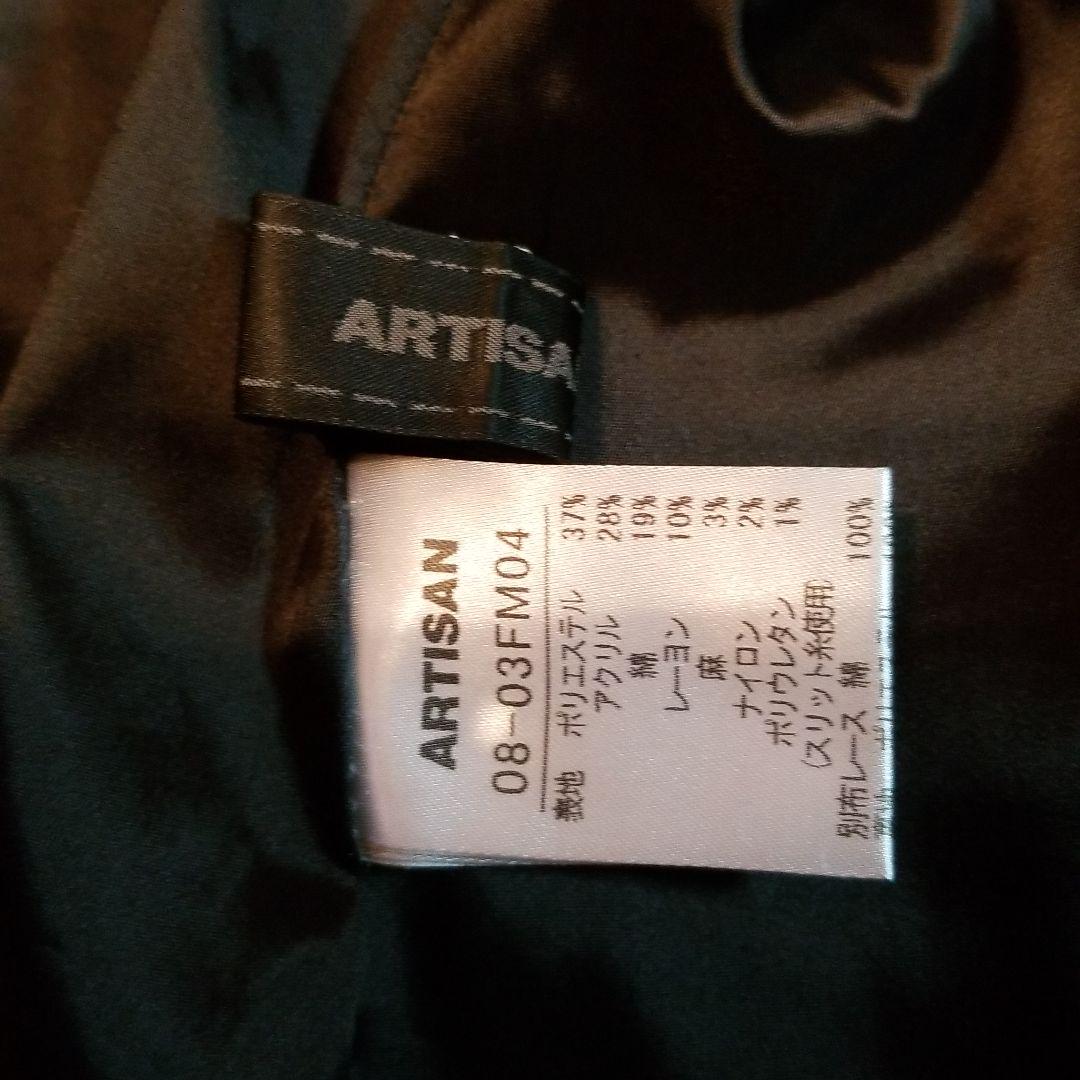 ARTISA
ARTISAN
08-03FM04
表地 ポリエステル 37%
アクリル 28%
綿 19%
レーヨン 10%
麻 3%
ナイロン 2%
ポリウレタン 1%
(スリット糸使用)
別布レース 綿 100%